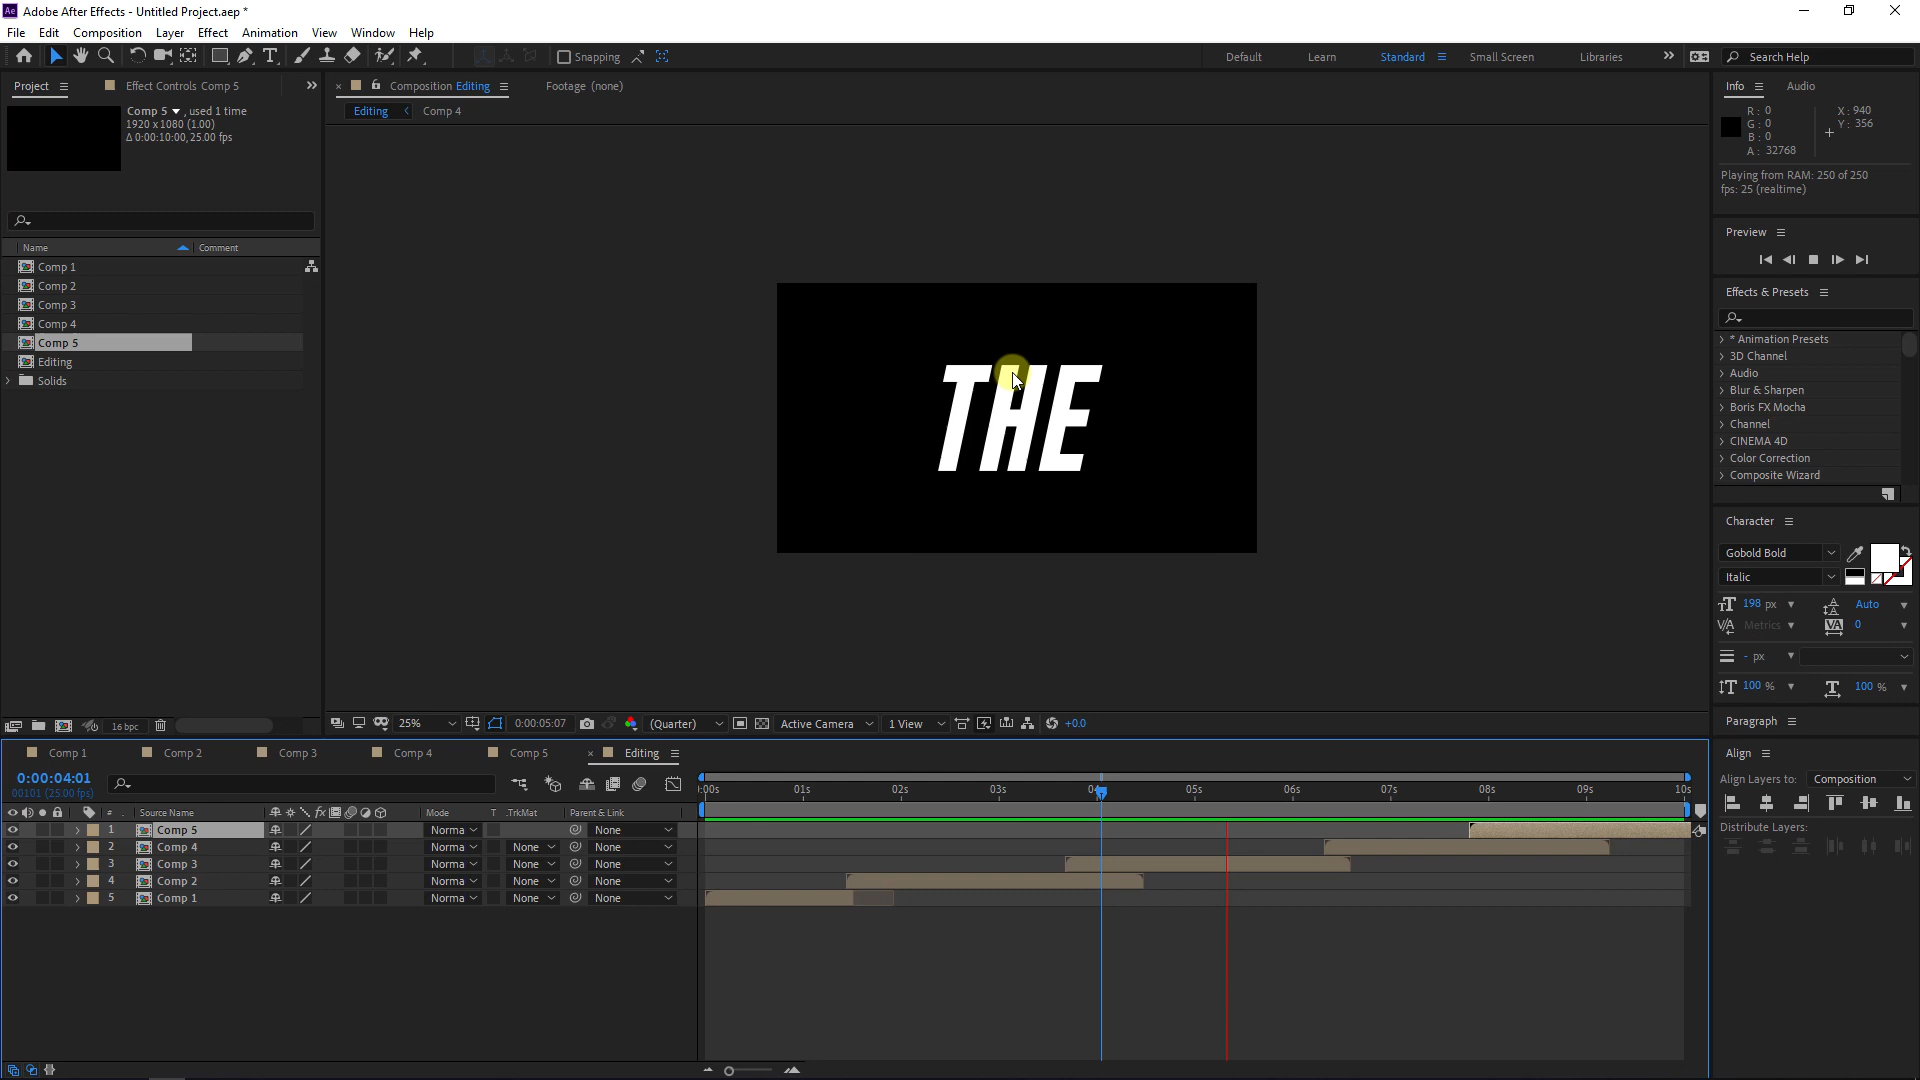 Adobe After Effects - Untitled Project.aep *
File Edit Composition Layer Effect Animation View Window Help
Snapping Default Learn Standard Small Screen Libraries Search Help
Project Effect Controls Comp 5
Comp 5 , used 1 time
1920 x 1080 (1.00)
Δ 0:00:10:00, 25.00 fps
Name Comment
Comp 1
Comp 2
Comp 3
Comp 4
Comp 5
Editing
Solids
16 bpc
Composition Editing Footage (none)
Editing Comp 4
THE
25% 0:00:05:07 (Quarter) Active Camera 1 View +0.0
Info Audio
R: 0 X: 940
G: 0 Y: 356
B: 0
A: 32768
Playing from RAM: 250 of 250
fps: 25 (realtime)
Preview
Effects & Presets
* Animation Presets
3D Channel
Audio
Blur & Sharpen
Boris FX Mocha
Channel
CINEMA 4D
Color Correction
Composite Wizard
Character
Gobold Bold
Italic
198 px Auto
Metrics 0
- px
100 % 100 %
Paragraph
Align
Align Layers to: Composition
Distribute Layers:
Comp 1 Comp 2 Comp 3 Comp 4 Comp 5 Editing
0:00:04:01
00101 (25.00 fps)
:00s 01s 02s 03s 05s 06s 07s 08s 09s 10s
# Source Name fx Mode T .TrkMat Parent & Link
1 Comp 5 Norma None
2 Comp 4 Norma None None
3 Comp 3 Norma None None
4 Comp 2 Norma None None
5 Comp 1 Norma None None